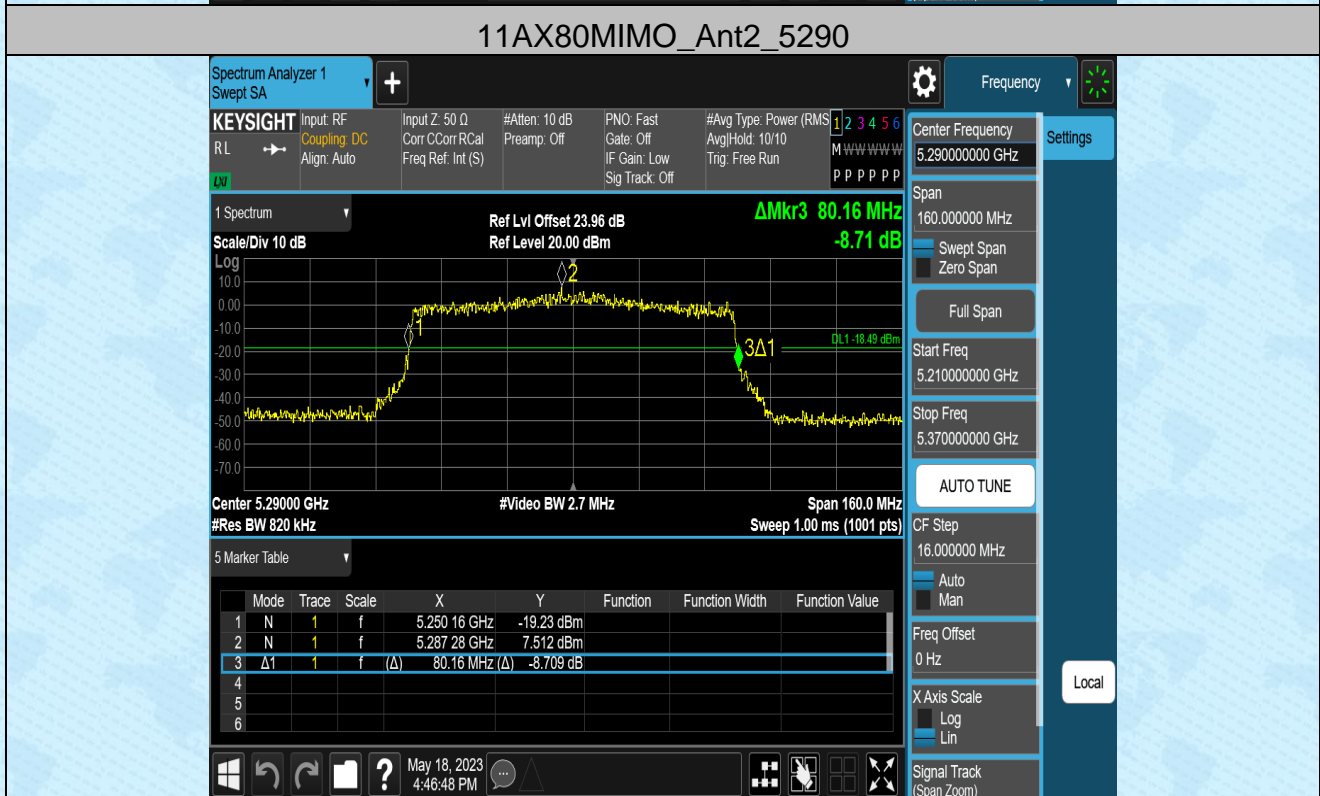 11AX80MIMO_Ant2_5290
Spectrum Analyzer 1
Swept SA
+
Frequency
KEYSIGHT
RL
LXI
Input: RF
Coupling: DC
Align: Auto
Input Z: 50 Ω
Corr CCorr RCal
Freq Ref: Int (S)
#Atten: 10 dB
Preamp: Off
PNO: Fast
Gate: Off
IF Gain: Low
Sig Track: Off
#Avg Type: Power (RMS
Avg|Hold: 10/10
Trig: Free Run
1 2 3 4 5 6
M W W W W W
P P P P P P
1 Spectrum
Scale/Div 10 dB
Ref Lvl Offset 23.96 dB
Ref Level 20.00 dBm
ΔMkr3 80.16 MHz
-8.71 dB
Log
10.0
0.00
-10.0
-20.0
-30.0
-40.0
-50.0
-60.0
-70.0
1
2
3Δ1
DL1 -18.49 dBm
Center 5.29000 GHz
#Res BW 820 kHz
#Video BW 2.7 MHz
Span 160.0 MHz
Sweep 1.00 ms (1001 pts)
5 Marker Table
Mode Trace Scale X Y Function Function Width Function Value
1 N 1 f 5.250 16 GHz -19.23 dBm
2 N 1 f 5.287 28 GHz 7.512 dBm
3 Δ1 1 f (Δ) 80.16 MHz (Δ) -8.709 dB
4
5
6
?
May 18, 2023
4:46:48 PM
Center Frequency
5.290000000 GHz
Settings
Span
160.000000 MHz
Swept Span
Zero Span
Full Span
Start Freq
5.210000000 GHz
Stop Freq
5.370000000 GHz
AUTO TUNE
CF Step
16.000000 MHz
Auto
Man
Freq Offset
0 Hz
X Axis Scale
Log
Lin
Local
Signal Track
(Span Zoom)